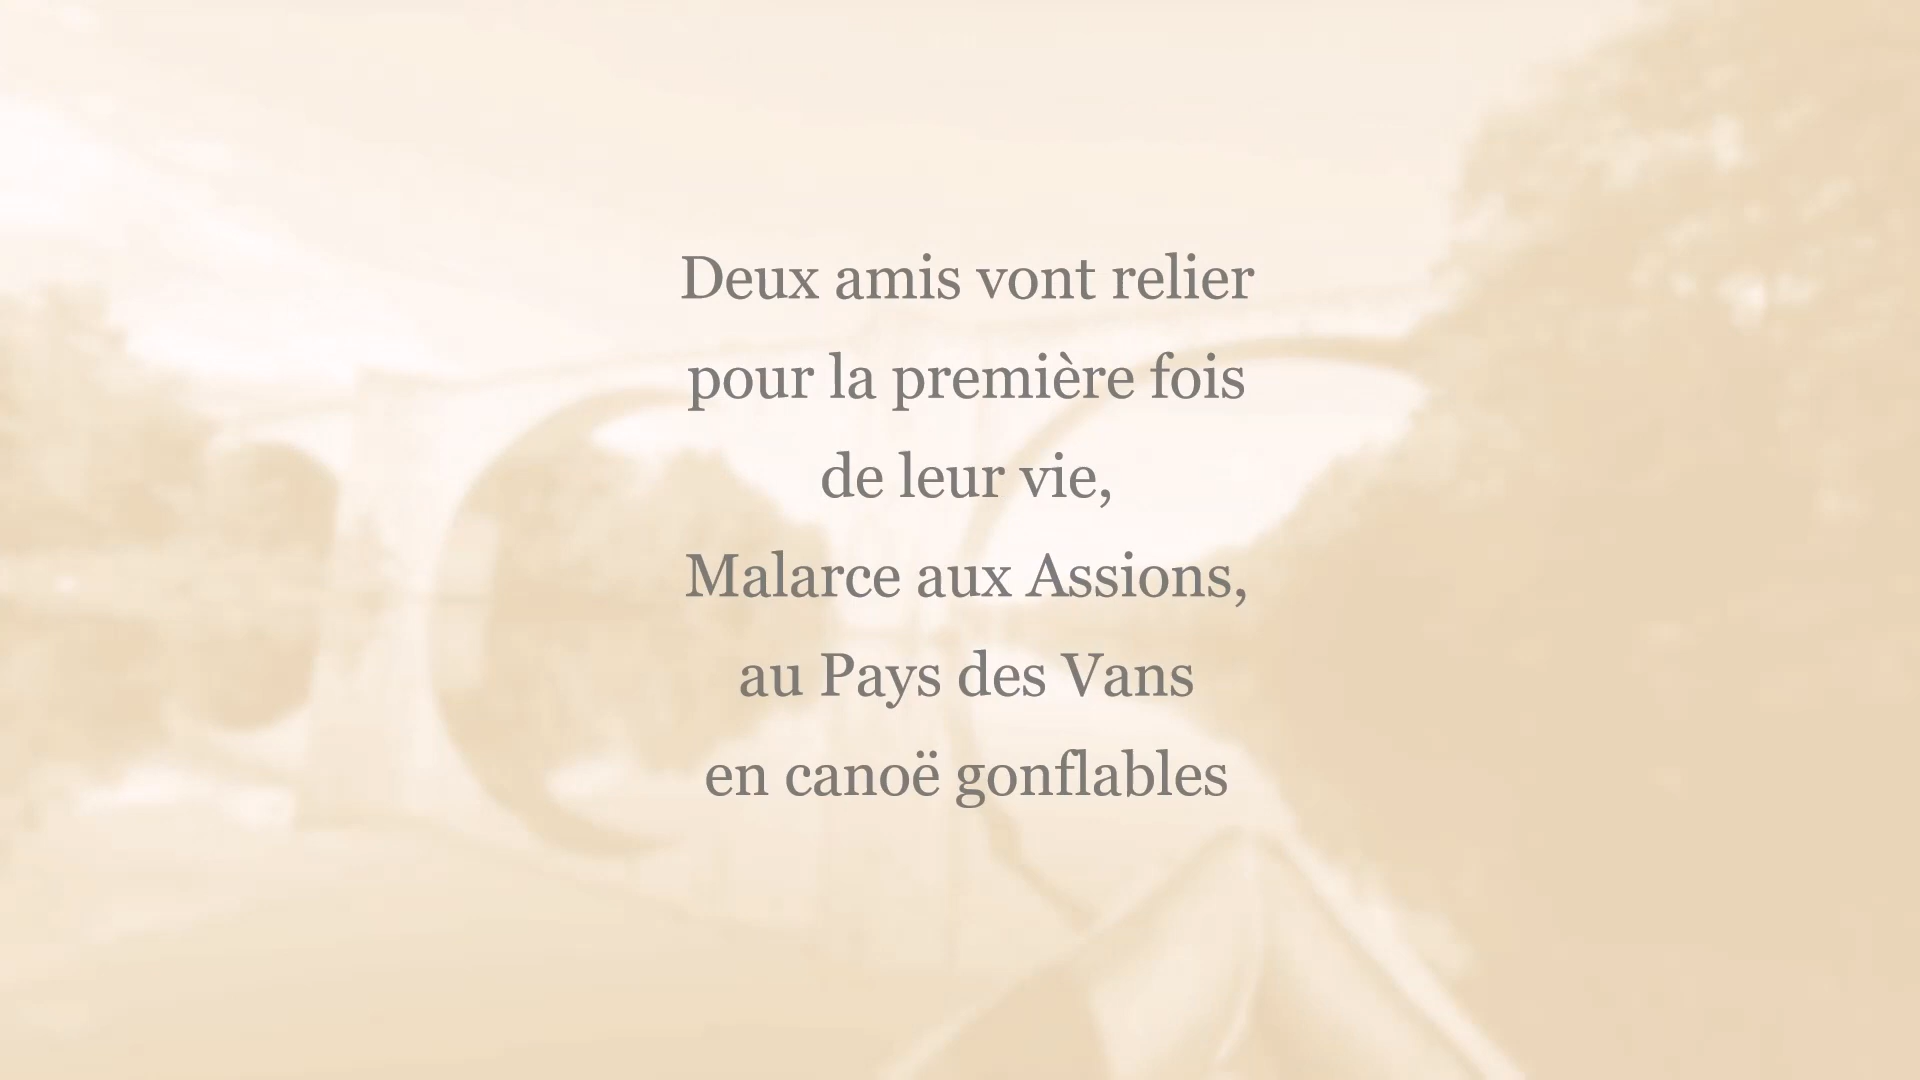 Deux amis vont relier
pour la première fois
de leur vie,
Malarce aux Assions,
au Pays des Vans
en canoë gonflables